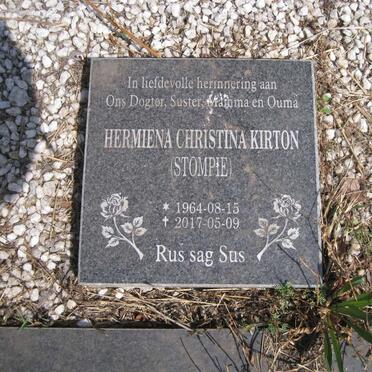 In liefdevolle herinnering aan
Ons Dogter, Suster, Mamma en Ouma
HERMIENA CHRISTINA KIRTON
(STOMPIE)
* 1964-08-15
✝ 2017-05-09
Rus sag Sus